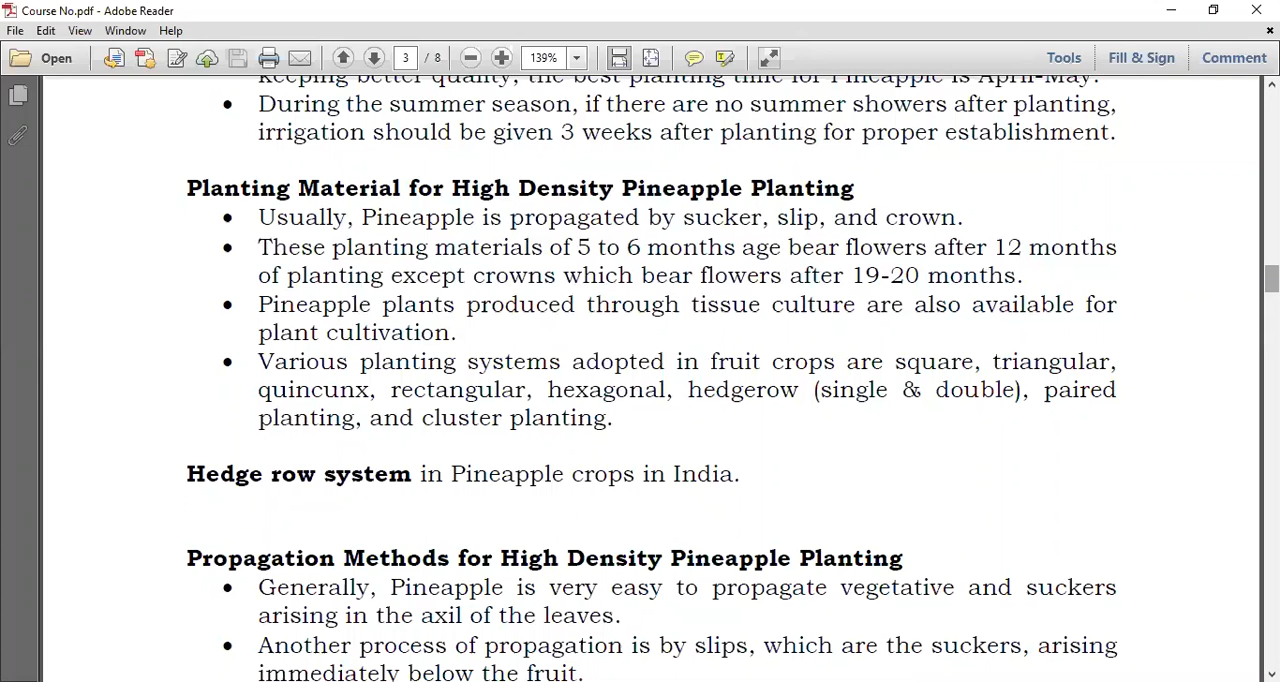 Course No.pdf - Adobe Reader
File Edit View Window Help
Open 3 / 8 139% Tools Fill & Sign Comment
keeping better quality, the best planting time for Pineapple is April-May.
• During the summer season, if there are no summer showers after planting,
irrigation should be given 3 weeks after planting for proper establishment.
Planting Material for High Density Pineapple Planting
• Usually, Pineapple is propagated by sucker, slip, and crown.
• These planting materials of 5 to 6 months age bear flowers after 12 months
of planting except crowns which bear flowers after 19-20 months.
• Pineapple plants produced through tissue culture are also available for
plant cultivation.
• Various planting systems adopted in fruit crops are square, triangular,
quincunx, rectangular, hexagonal, hedgerow (single & double), paired
planting, and cluster planting.
Hedge row system in Pineapple crops in India.
Propagation Methods for High Density Pineapple Planting
• Generally, Pineapple is very easy to propagate vegetative and suckers
arising in the axil of the leaves.
• Another process of propagation is by slips, which are the suckers, arising
immediately below the fruit.